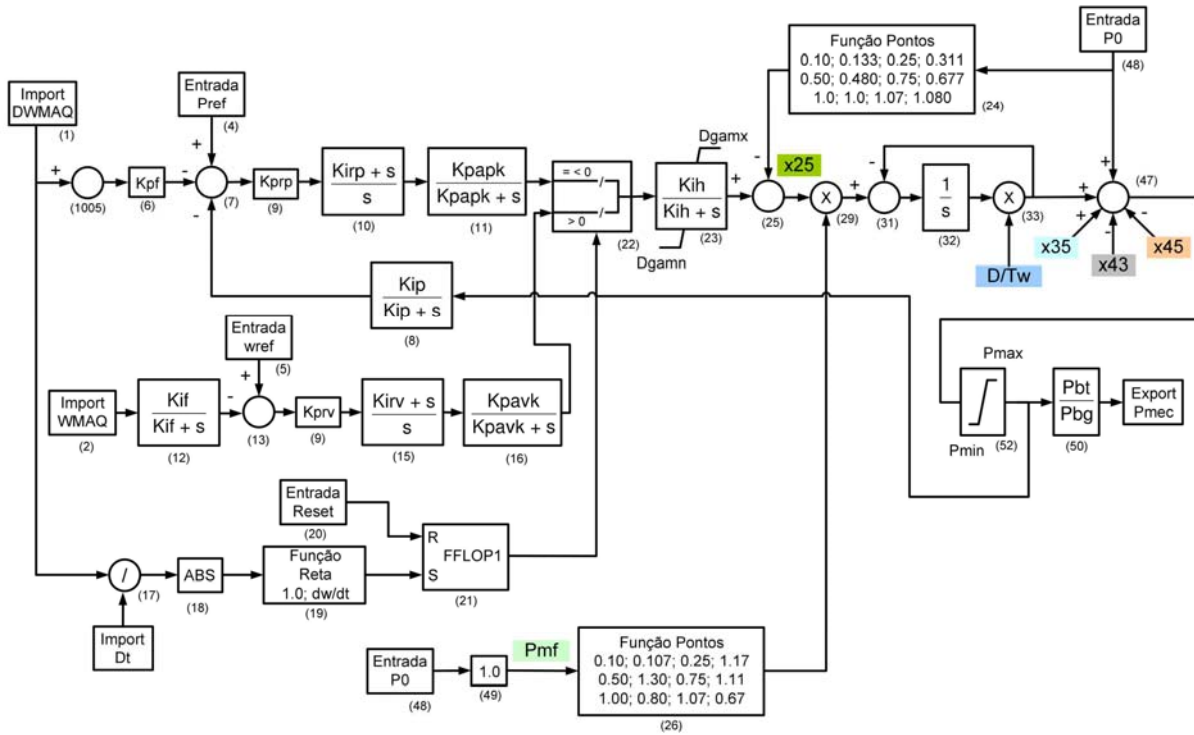 Import
DWMAQ
(1)
Entrada
Pref
(4)
+
+
(1005)
Kpf
(6)
-
-
(7)
Kprp
(9)
Kirp + s
s
(10)
Kpapk
Kpapk + s
(11)
= < 0
> 0
(22)
Dgamx
Kih
Kih + s
(23)
Dgamn
+
-
(25)
x25
X
(29)
Função Pontos
0.10; 0.133; 0.25; 0.311
0.50; 0.480; 0.75; 0.677
1.0; 1.0; 1.07; 1.080
(24)
Entrada
P0
(48)
+
-
(31)
1
s
(32)
X
(33)
D/Tw
+
+
+
-
-
(47)
x35
x43
x45
Kip
Kip + s
(8)
Entrada
wref
(5)
Import
WMAQ
(2)
Kif
Kif + s
(12)
+
-
(13)
Kprv
(9)
Kirv + s
s
(15)
Kpavk
Kpavk + s
(16)
Pmax
Pmin
(52)
Pbt
Pbg
(50)
Export
Pmec
Entrada
Reset
(20)
R
FFLOP1
S
(21)
/
(17)
Import
Dt
ABS
(18)
Função
Reta
1.0; dw/dt
(19)
Entrada
P0
(48)
1.0
(49)
Pmf
Função Pontos
0.10; 0.107; 0.25; 1.17
0.50; 1.30; 0.75; 1.11
1.00; 0.80; 1.07; 0.67
(26)